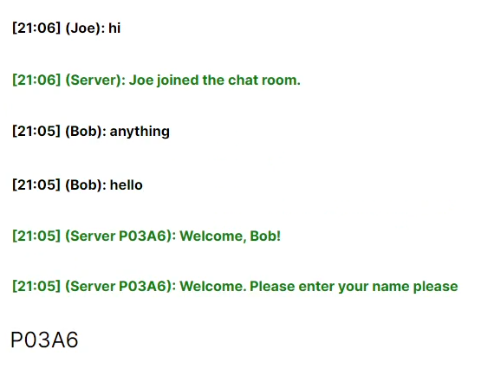 [21:06] (Joe): hi
[21:06] (Server): Joe joined the chat room.
[21:05] (Bob): anything
[21:05] (Bob): hello
[21:05] (Server P03A6): Welcome, Bob!
[21:05] (Server P03A6): Welcome. Please enter your name please
P03A6